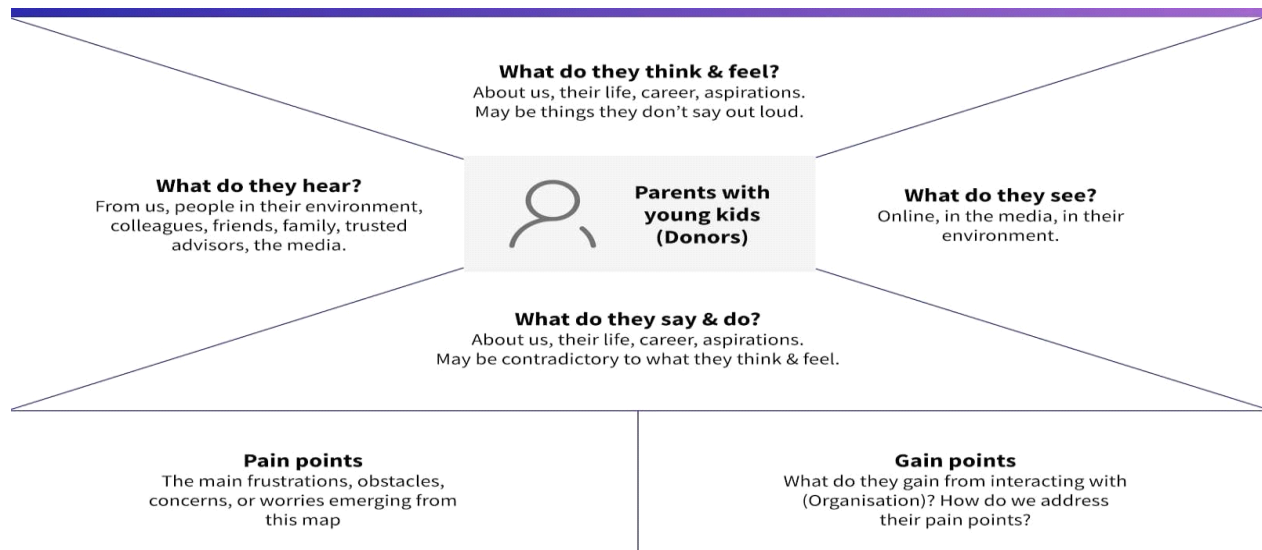 What do they think & feel?
About us, their life, career, aspirations.
May be things they don’t say out loud.
What do they hear?
From us, people in their environment,
colleagues, friends, family, trusted
advisors, the media.
Parents with
young kids
(Donors)
What do they see?
Online, in the media, in their
environment.
What do they say & do?
About us, their life, career, aspirations.
May be contradictory to what they think & feel.
Pain points
The main frustrations, obstacles,
concerns, or worries emerging from
this map
Gain points
What do they gain from interacting with
(Organisation)? How do we address
their pain points?